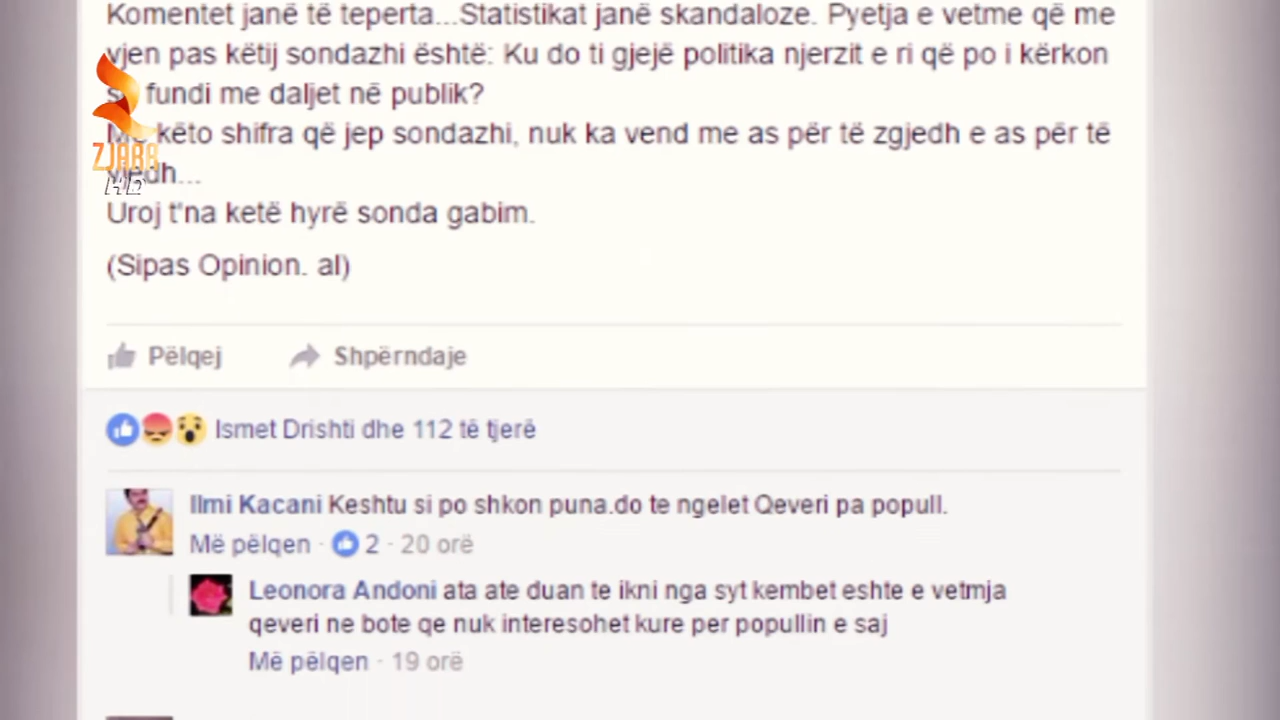 Komentet janë të teperta...Statistikat janë skandaloze. Pyetja e vetme që me
vjen pas këtij sondazhi është: Ku do ti gjejë politika njerzit e ri që po i kërkon
fundi me daljet në publik?
këto shifra që jep sondazhi, nuk ka vend me as për të zgjedh e as për të
vjedh...
Uroj t'na ketë hyrë sonda gabim.
(Sipas Opinion. al)
ZJARR
HD
Pëlqej Shpërndaje
Ismet Drishti dhe 112 të tjerë
Ilmi Kacani Keshtu si po shkon puna.do te ngelet Qeveri pa popull.
Më pëlqen · 2 · 20 orë
Leonora Andoni ata ate duan te ikni nga syt kembet eshte e vetmja
qeveri ne bote qe nuk interesohet kure per popullin e saj
Më pëlqen · 19 orë